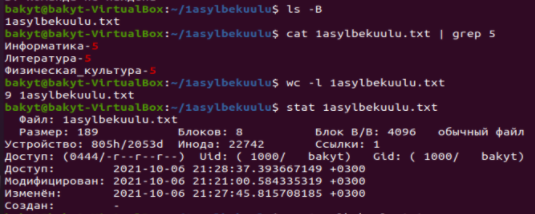 bakyt@bakyt-VirtualBox:~/1asylbekuulu$ ls -B
1asylbekuulu.txt
bakyt@bakyt-VirtualBox:~/1asylbekuulu$ cat 1asylbekuulu.txt | grep 5
Информатика-5
Литература-5
Физическая_культура-5
bakyt@bakyt-VirtualBox:~/1asylbekuulu$ wc -l 1asylbekuulu.txt
9 1asylbekuulu.txt
bakyt@bakyt-VirtualBox:~/1asylbekuulu$ stat 1asylbekuulu.txt
Файл: 1asylbekuulu.txt
Размер: 189 Блоков: 8 Блок В/В: 4096 обычный файл
Устройство: 805h/2053d Инода: 22742 Ссылки: 1
Доступ: (0444/-r--r--r--) Uid: ( 1000/ bakyt) Gid: ( 1000/ bakyt)
Доступ: 2021-10-06 21:28:37.393667149 +0300
Модифицирован: 2021-10-06 21:21:00.584335319 +0300
Изменён: 2021-10-06 21:27:45.815708185 +0300
Создан: -